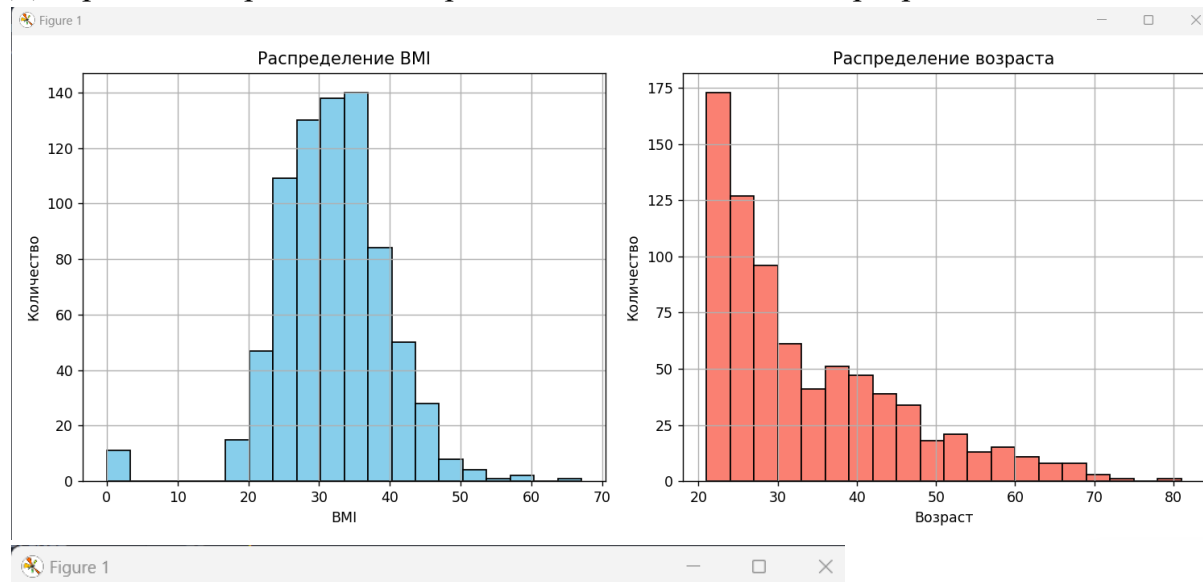 Figure 1
Распределение BMI
140
120
100
80
60
40
20
0
Количество
0 10 20 30 40 50 60 70
BMI
Распределение возраста
175
150
125
100
75
50
25
0
Количество
20 30 40 50 60 70 80
Возраст
Figure 1